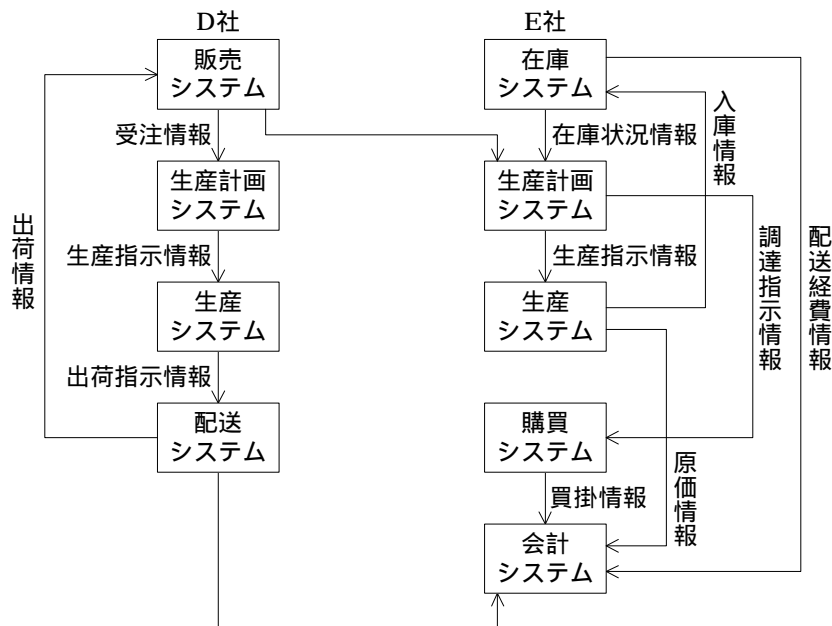 D社
E社
販売
システム
在庫
システム
受注情報
在庫状況情報
入庫情報
生産計画
システム
生産計画
システム
出荷情報
生産指示情報
生産指示情報
調達指示情報
配送経費情報
生産
システム
生産
システム
出荷指示情報
配送
システム
購買
システム
買掛情報
原価情報
会計
システム